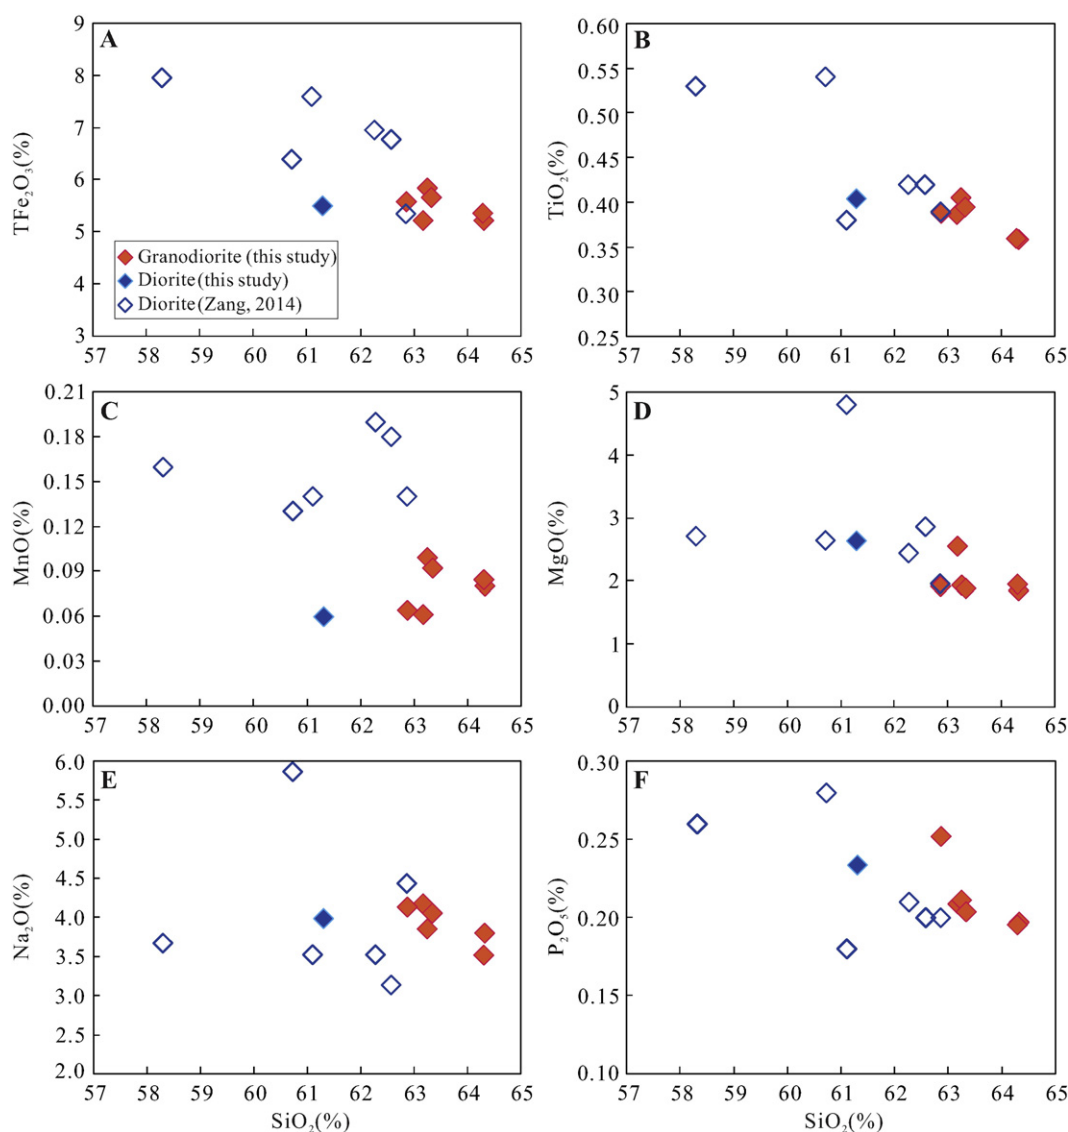 A
TFe₂O₃(%)
9
8
7
6
5
4
3
Granodiorite (this study)
Diorite(this study)
Diorite(Zang, 2014)
57 58 59 60 61 62 63 64 65
B
TiO₂(%)
0.60
0.55
0.50
0.45
0.40
0.35
0.30
0.25
57 58 59 60 61 62 63 64 65
C
MnO(%)
0.21
0.18
0.15
0.12
0.09
0.06
0.03
0.00
57 58 59 60 61 62 63 64 65
D
MgO(%)
5
4
3
2
1
0
57 58 59 60 61 62 63 64 65
E
Na₂O(%)
6.0
5.5
5.0
4.5
4.0
3.5
3.0
2.5
2.0
57 58 59 60 61 62 63 64 65
SiO₂(%)
F
P₂O₅(%)
0.30
0.25
0.20
0.15
0.10
57 58 59 60 61 62 63 64 65
SiO₂(%)